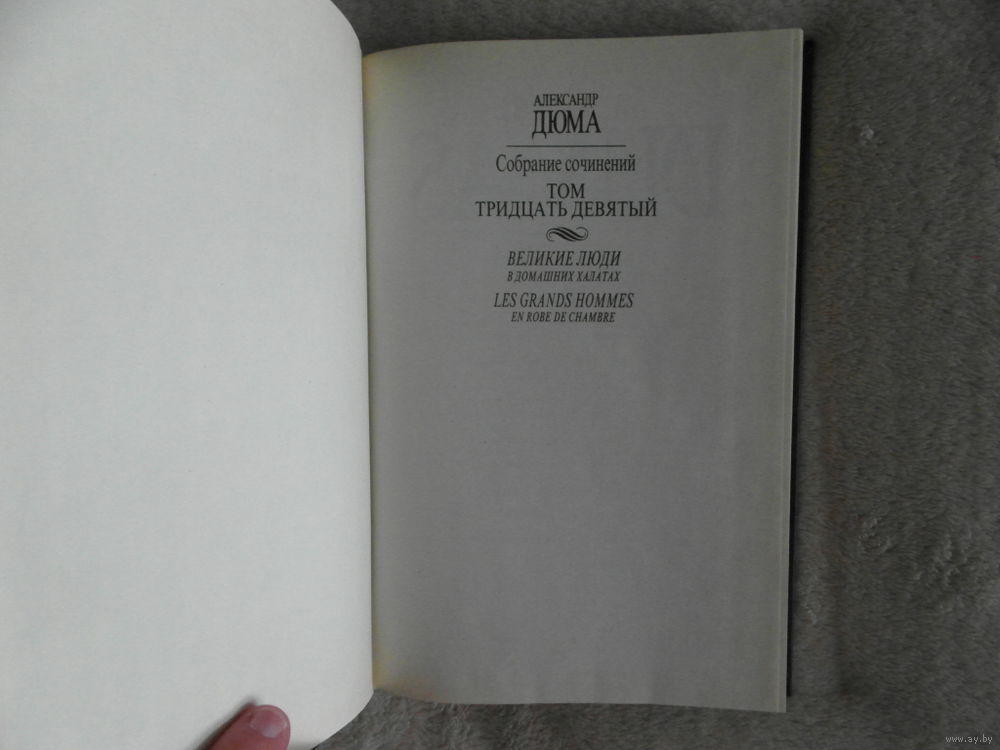 АЛЕКСАНДР
ДЮМА
Собрание сочинений
ТОМ
ТРИДЦАТЬ ДЕВЯТЫЙ
ВЕЛИКИЕ ЛЮДИ
В ДОМАШНИХ ХАЛАТАХ
LES GRANDS HOMMES
EN ROBE DE CHAMBRE
www.ay.by